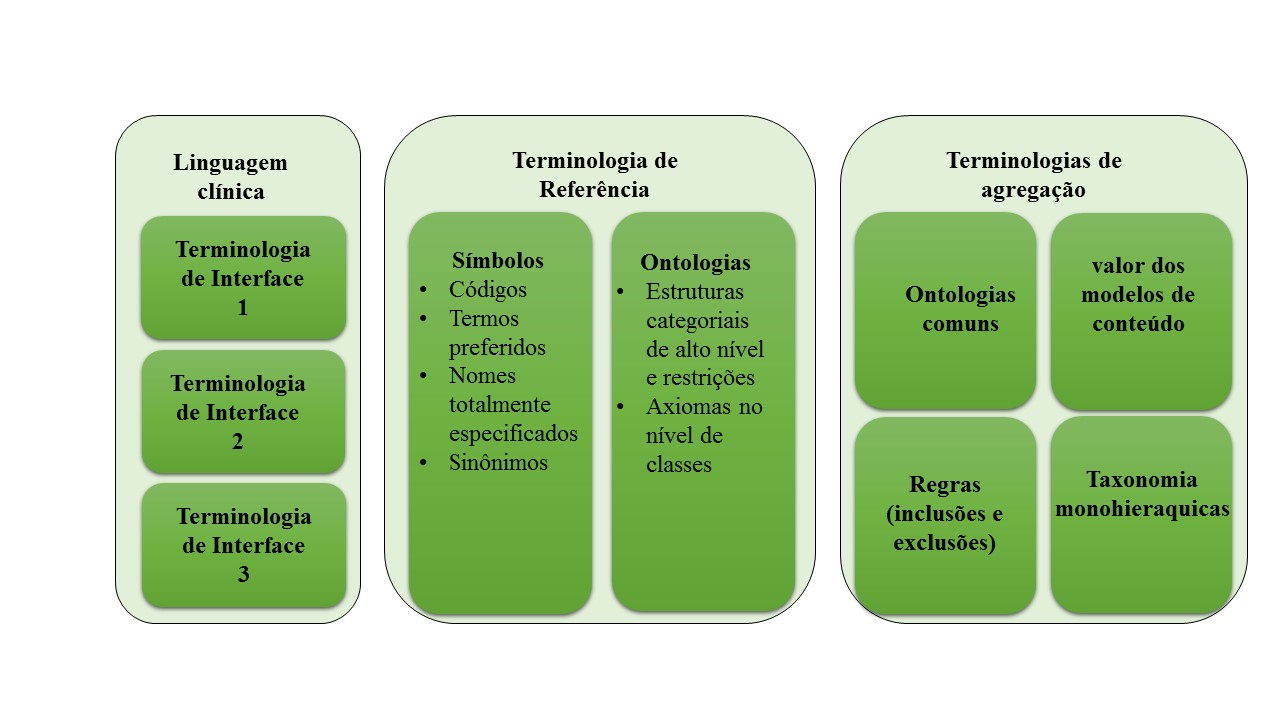 Linguagem
clínica
Terminologia
de Interface
1
Terminologia
de Interface
2
Terminologia
de Interface
3
Terminologia de
Referência
Símbolos
• Códigos
• Termos
preferidos
• Nomes
totalmente
especificados
• Sinônimos
Ontologias
• Estruturas
categoriais
de alto nível
e restrições
• Axiomas no
nível de
classes
Terminologias de
agregação
Ontologias
comuns
valor dos
modelos de
conteúdo
Regras
(inclusões e
exclusões)
Taxonomia
monohieraquicas